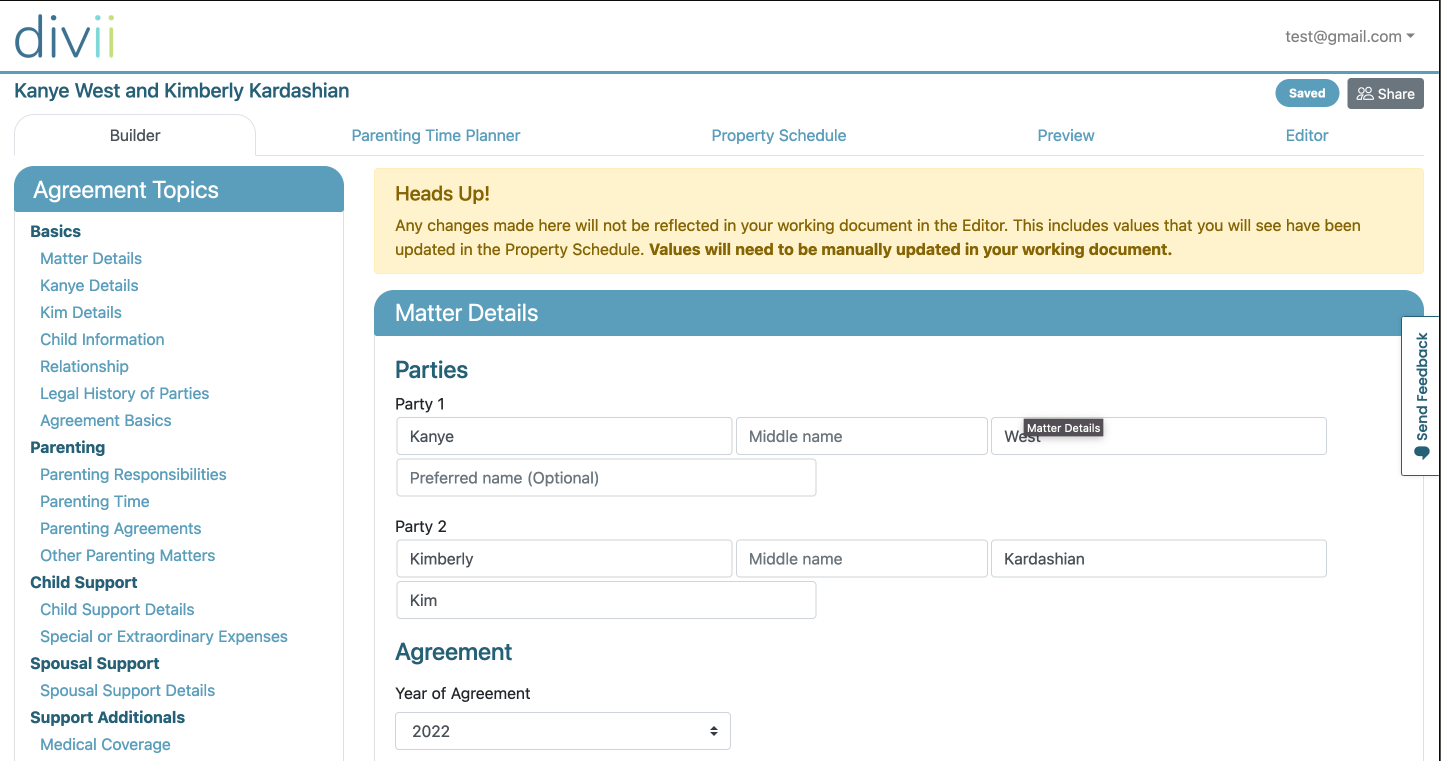 divii
test@gmail.com
Kanye West and Kimberly Kardashian
Saved
Share
Builder
Parenting Time Planner
Property Schedule
Preview
Editor
Agreement Topics
Basics
Matter Details
Kanye Details
Kim Details
Child Information
Relationship
Legal History of Parties
Agreement Basics
Parenting
Parenting Responsibilities
Parenting Time
Parenting Agreements
Other Parenting Matters
Child Support
Child Support Details
Special or Extraordinary Expenses
Spousal Support
Spousal Support Details
Support Additionals
Medical Coverage
Heads Up!
Any changes made here will not be reflected in your working document in the Editor. This includes values that you will see have been
updated in the Property Schedule. Values will need to be manually updated in your working document.
Matter Details
Parties
Party 1
Kanye
Middle name
West
Matter Details
Preferred name (Optional)
Party 2
Kimberly
Middle name
Kardashian
Kim
Agreement
Year of Agreement
2022
Send Feedback